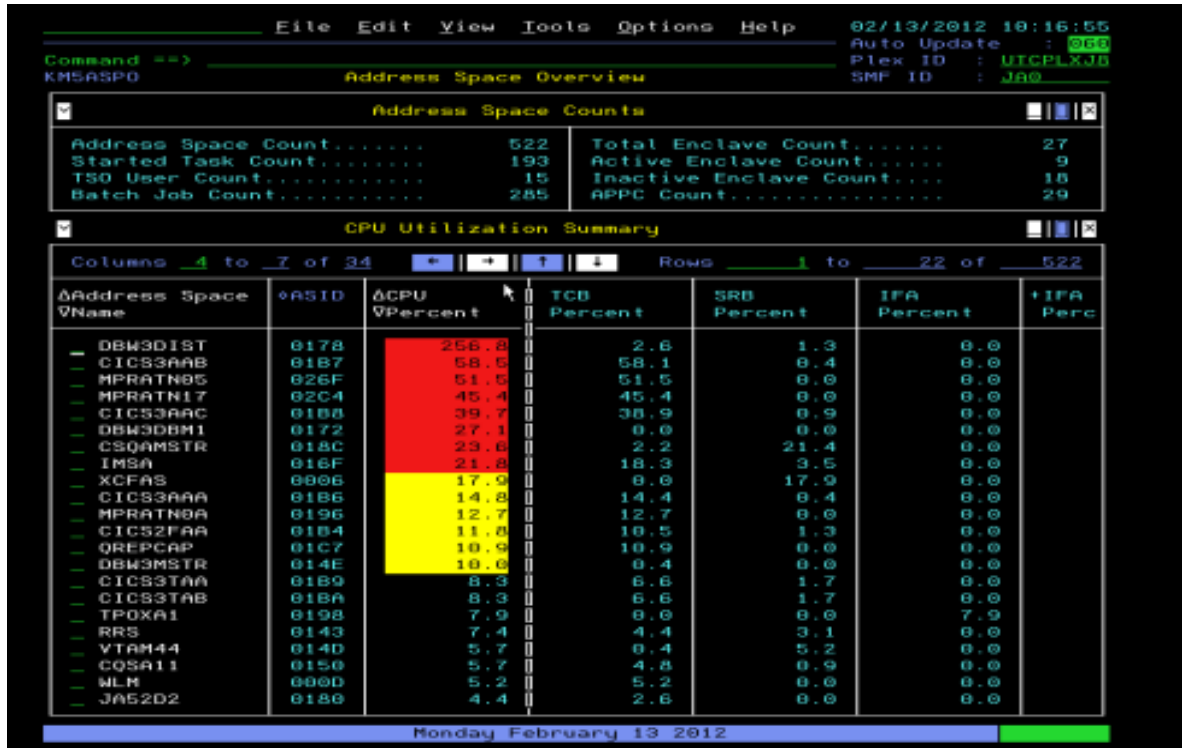 File Edit View Tools Options Help 02/13/2012 10:16:55
Auto Update : 060
Command ==> Plex ID : UTCPLXJ8
KM5ASPO Address Space Overview SMF ID : JA0
Address Space Counts
Address Space Count........ 522 Total Enclave Count....... 27
Started Task Count......... 193 Active Enclave Count...... 9
TSO User Count............. 15 Inactive Enclave Count.... 18
Batch Job Count............ 285 APPC Count................ 29
CPU Utilization Summary
Columns 4 to 7 of 34 ← → ↑ ↓ Rows 1 to 22 of 522
ΔAddress Space ◊ASID ΔCPU TCB SRB IFA +IFA
∇Name ∇Percent Percent Percent Percent Perc
_ DBW3DIST 0178 256.8 2.6 1.3 0.0
_ CICS3AAB 01B7 58.5 58.1 0.4 0.0
_ MPRATN05 026F 51.5 51.5 0.0 0.0
_ MPRATN17 02C4 45.4 45.4 0.0 0.0
_ CICS3AAC 01B8 39.7 38.9 0.9 0.0
_ DBW3DBM1 0172 27.1 0.0 0.0 0.0
_ CSQAMSTR 018C 23.6 2.2 21.4 0.0
_ IMSA 016F 21.8 18.3 3.5 0.0
_ XCFAS 0006 17.9 0.0 17.9 0.0
_ CICS3AAA 01B6 14.8 14.4 0.4 0.0
_ MPRATN0A 0196 12.7 12.7 0.0 0.0
_ CICS2FAA 01B4 11.8 10.5 1.3 0.0
_ QREPCAP 01C7 10.9 10.9 0.0 0.0
_ DBW3MSTR 014E 10.0 0.4 0.0 0.0
_ CICS3TAA 01B9 8.3 6.6 1.7 0.0
_ CICS3TAB 01BA 8.3 6.6 1.7 0.0
_ TPOXA1 0198 7.9 0.0 0.0 7.9
_ RRS 0143 7.4 4.4 3.1 0.0
_ VTAM44 014D 5.7 0.4 5.2 0.0
_ CQSA11 0150 5.7 4.8 0.9 0.0
_ WLM 000D 5.2 5.2 0.0 0.0
_ JA52D2 0180 4.4 2.6 0.0 0.0
Monday February 13 2012